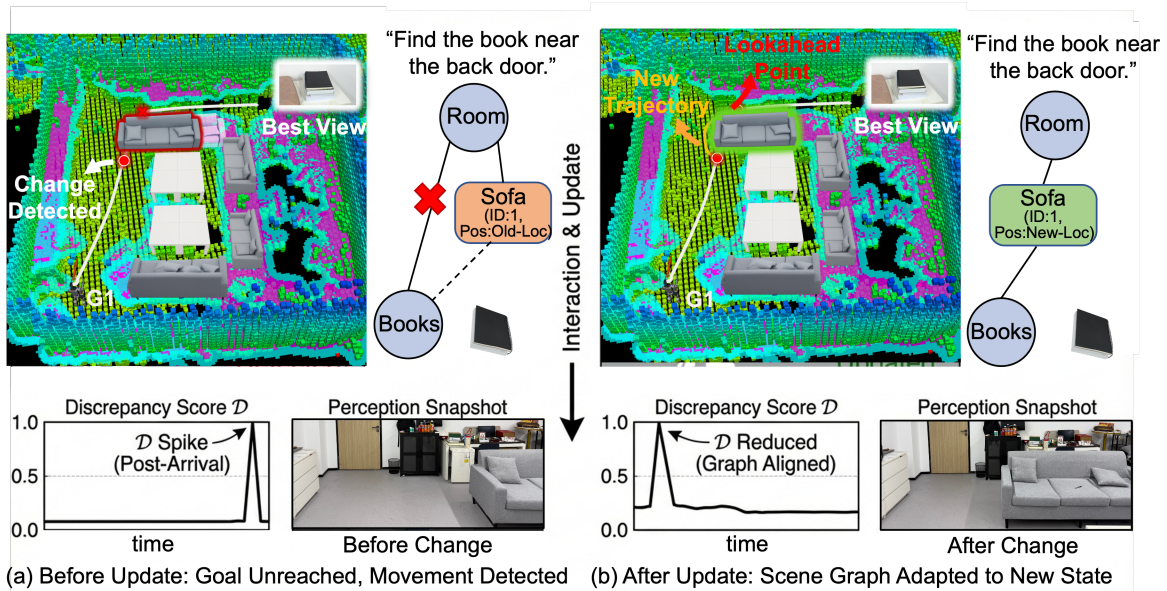 “Find the book near
the back door.”
Best View
Change
Detected
G1
Room
Sofa
(ID:1,
Pos:Old-Loc)
Books
Interaction & Update
Lookahead
Point
New
Trajectory
Best View
G1
“Find the book near
the back door.”
Room
Sofa
(ID:1,
Pos:New-Loc)
Books
Discrepancy Score 𝒟
1.0
0.5
0.0
𝒟 Spike
(Post-Arrival)
time
Perception Snapshot
Before Change
Discrepancy Score 𝒟
1.0
0.5
0.0
𝒟 Reduced
(Graph Aligned)
time
Perception Snapshot
After Change
(a) Before Update: Goal Unreached, Movement Detected
(b) After Update: Scene Graph Adapted to New State